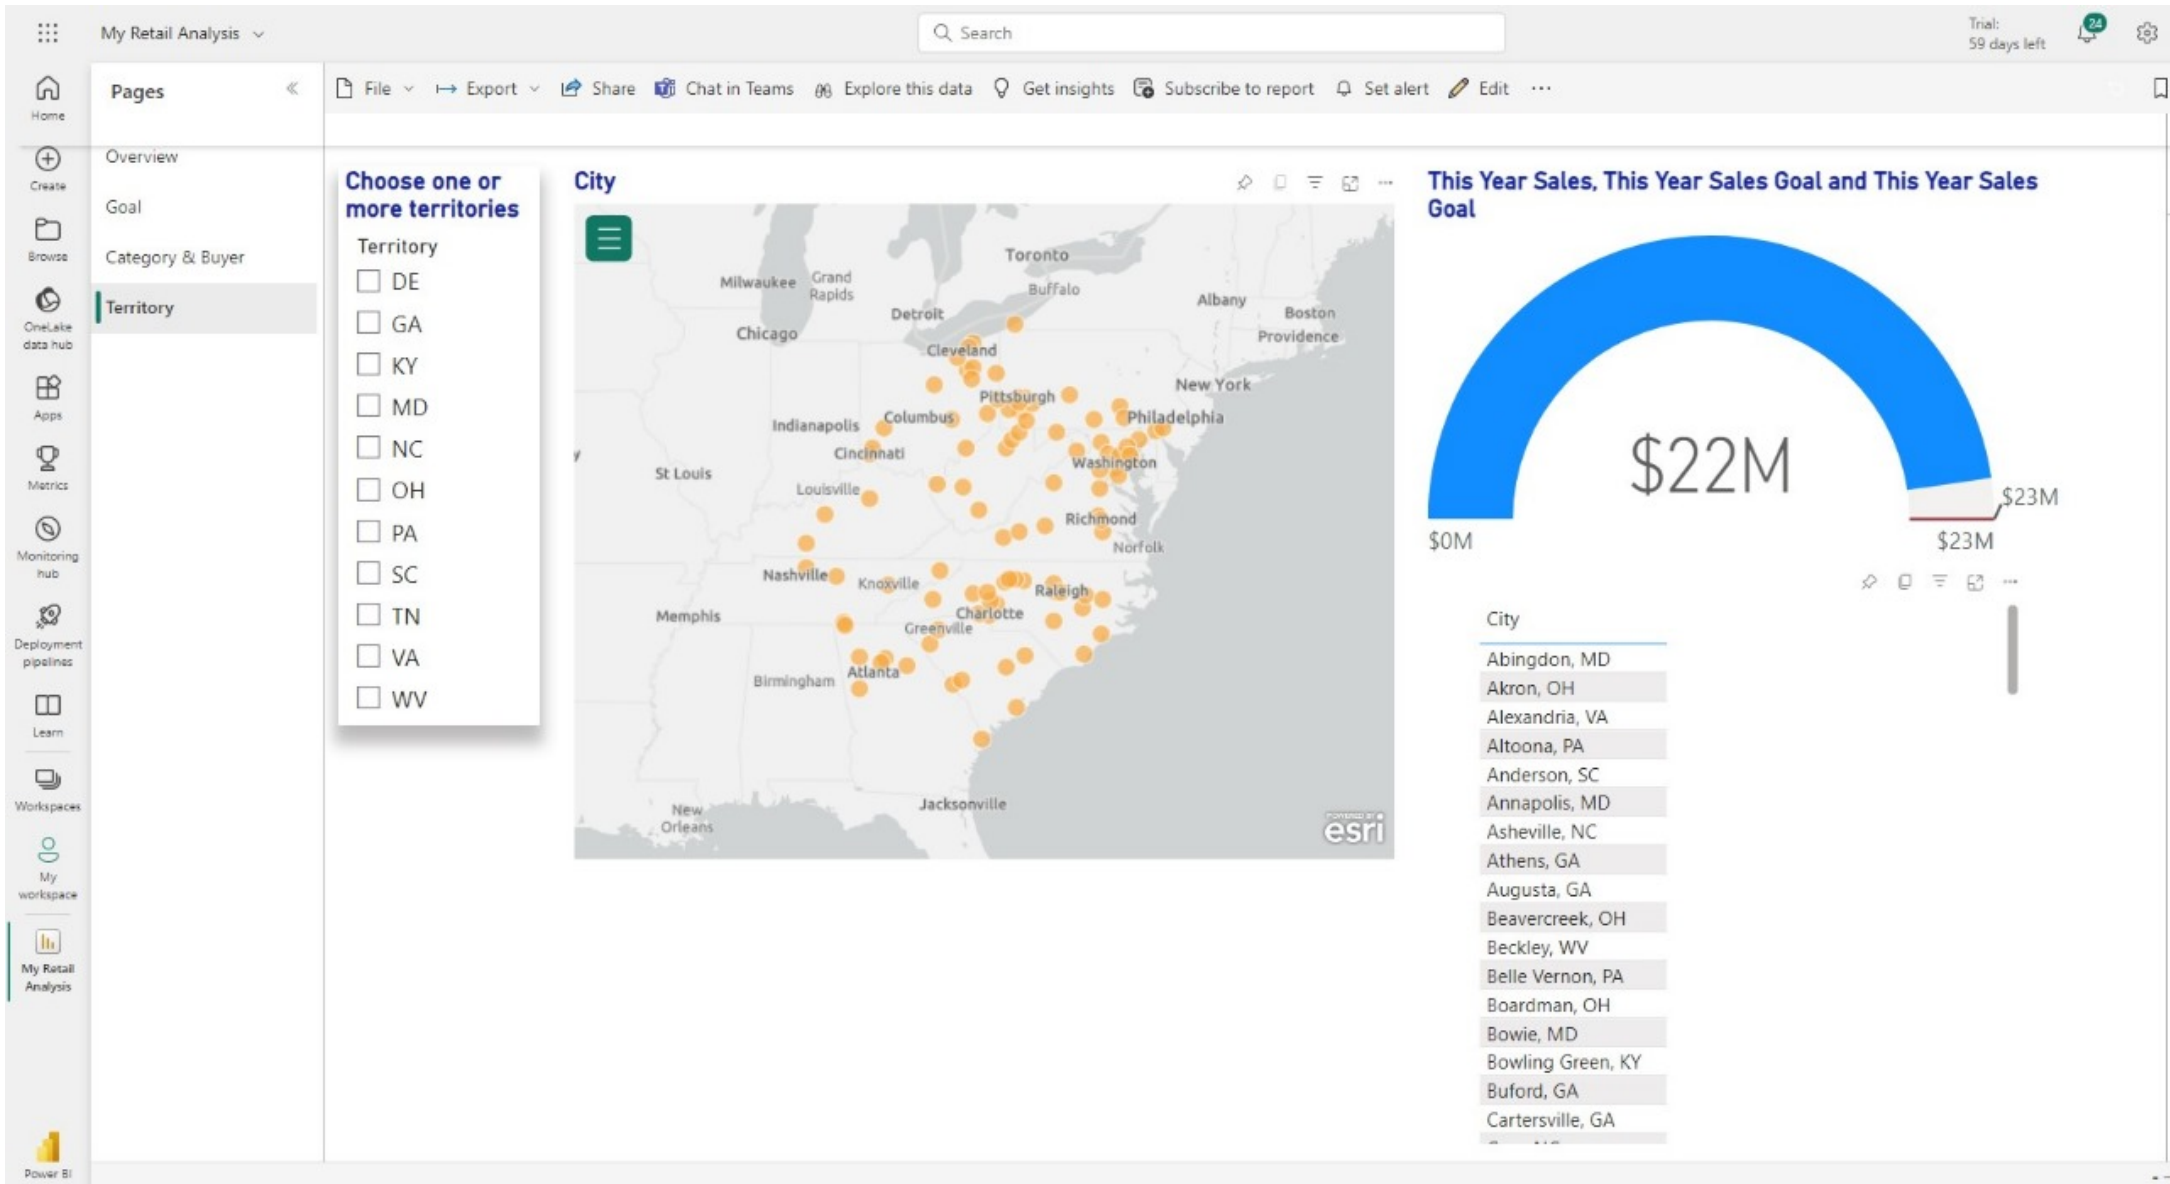 My Retail Analysis
Search
Trial:
59 days left
24
Home
Create
Browse
OneLake
data hub
Apps
Metrics
Monitoring
hub
Deployment
pipelines
Learn
Workspaces
My
workspace
My Retail
Analysis
Power BI
Pages
Overview
Goal
Category & Buyer
Territory
File
Export
Share
Chat in Teams
Explore this data
Get insights
Subscribe to report
Set alert
Edit
Choose one or
more territories
Territory
DE
GA
KY
MD
NC
OH
PA
SC
TN
VA
WV
City
Toronto
Milwaukee
Grand
Rapids
Buffalo
Albany
Detroit
Boston
Chicago
Providence
Cleveland
New York
Pittsburgh
Columbus
Philadelphia
Indianapolis
Cincinnati
Washington
St Louis
Louisville
Richmond
Norfolk
Nashville
Knoxville
Raleigh
Memphis
Charlotte
Greenville
Atlanta
Birmingham
Jacksonville
New
Orleans
POWERED BY
esri
This Year Sales, This Year Sales Goal and This Year Sales
Goal
$22M
$23M
$0M
$23M
City
Abingdon, MD
Akron, OH
Alexandria, VA
Altoona, PA
Anderson, SC
Annapolis, MD
Asheville, NC
Athens, GA
Augusta, GA
Beavercreek, OH
Beckley, WV
Belle Vernon, PA
Boardman, OH
Bowie, MD
Bowling Green, KY
Buford, GA
Cartersville, GA